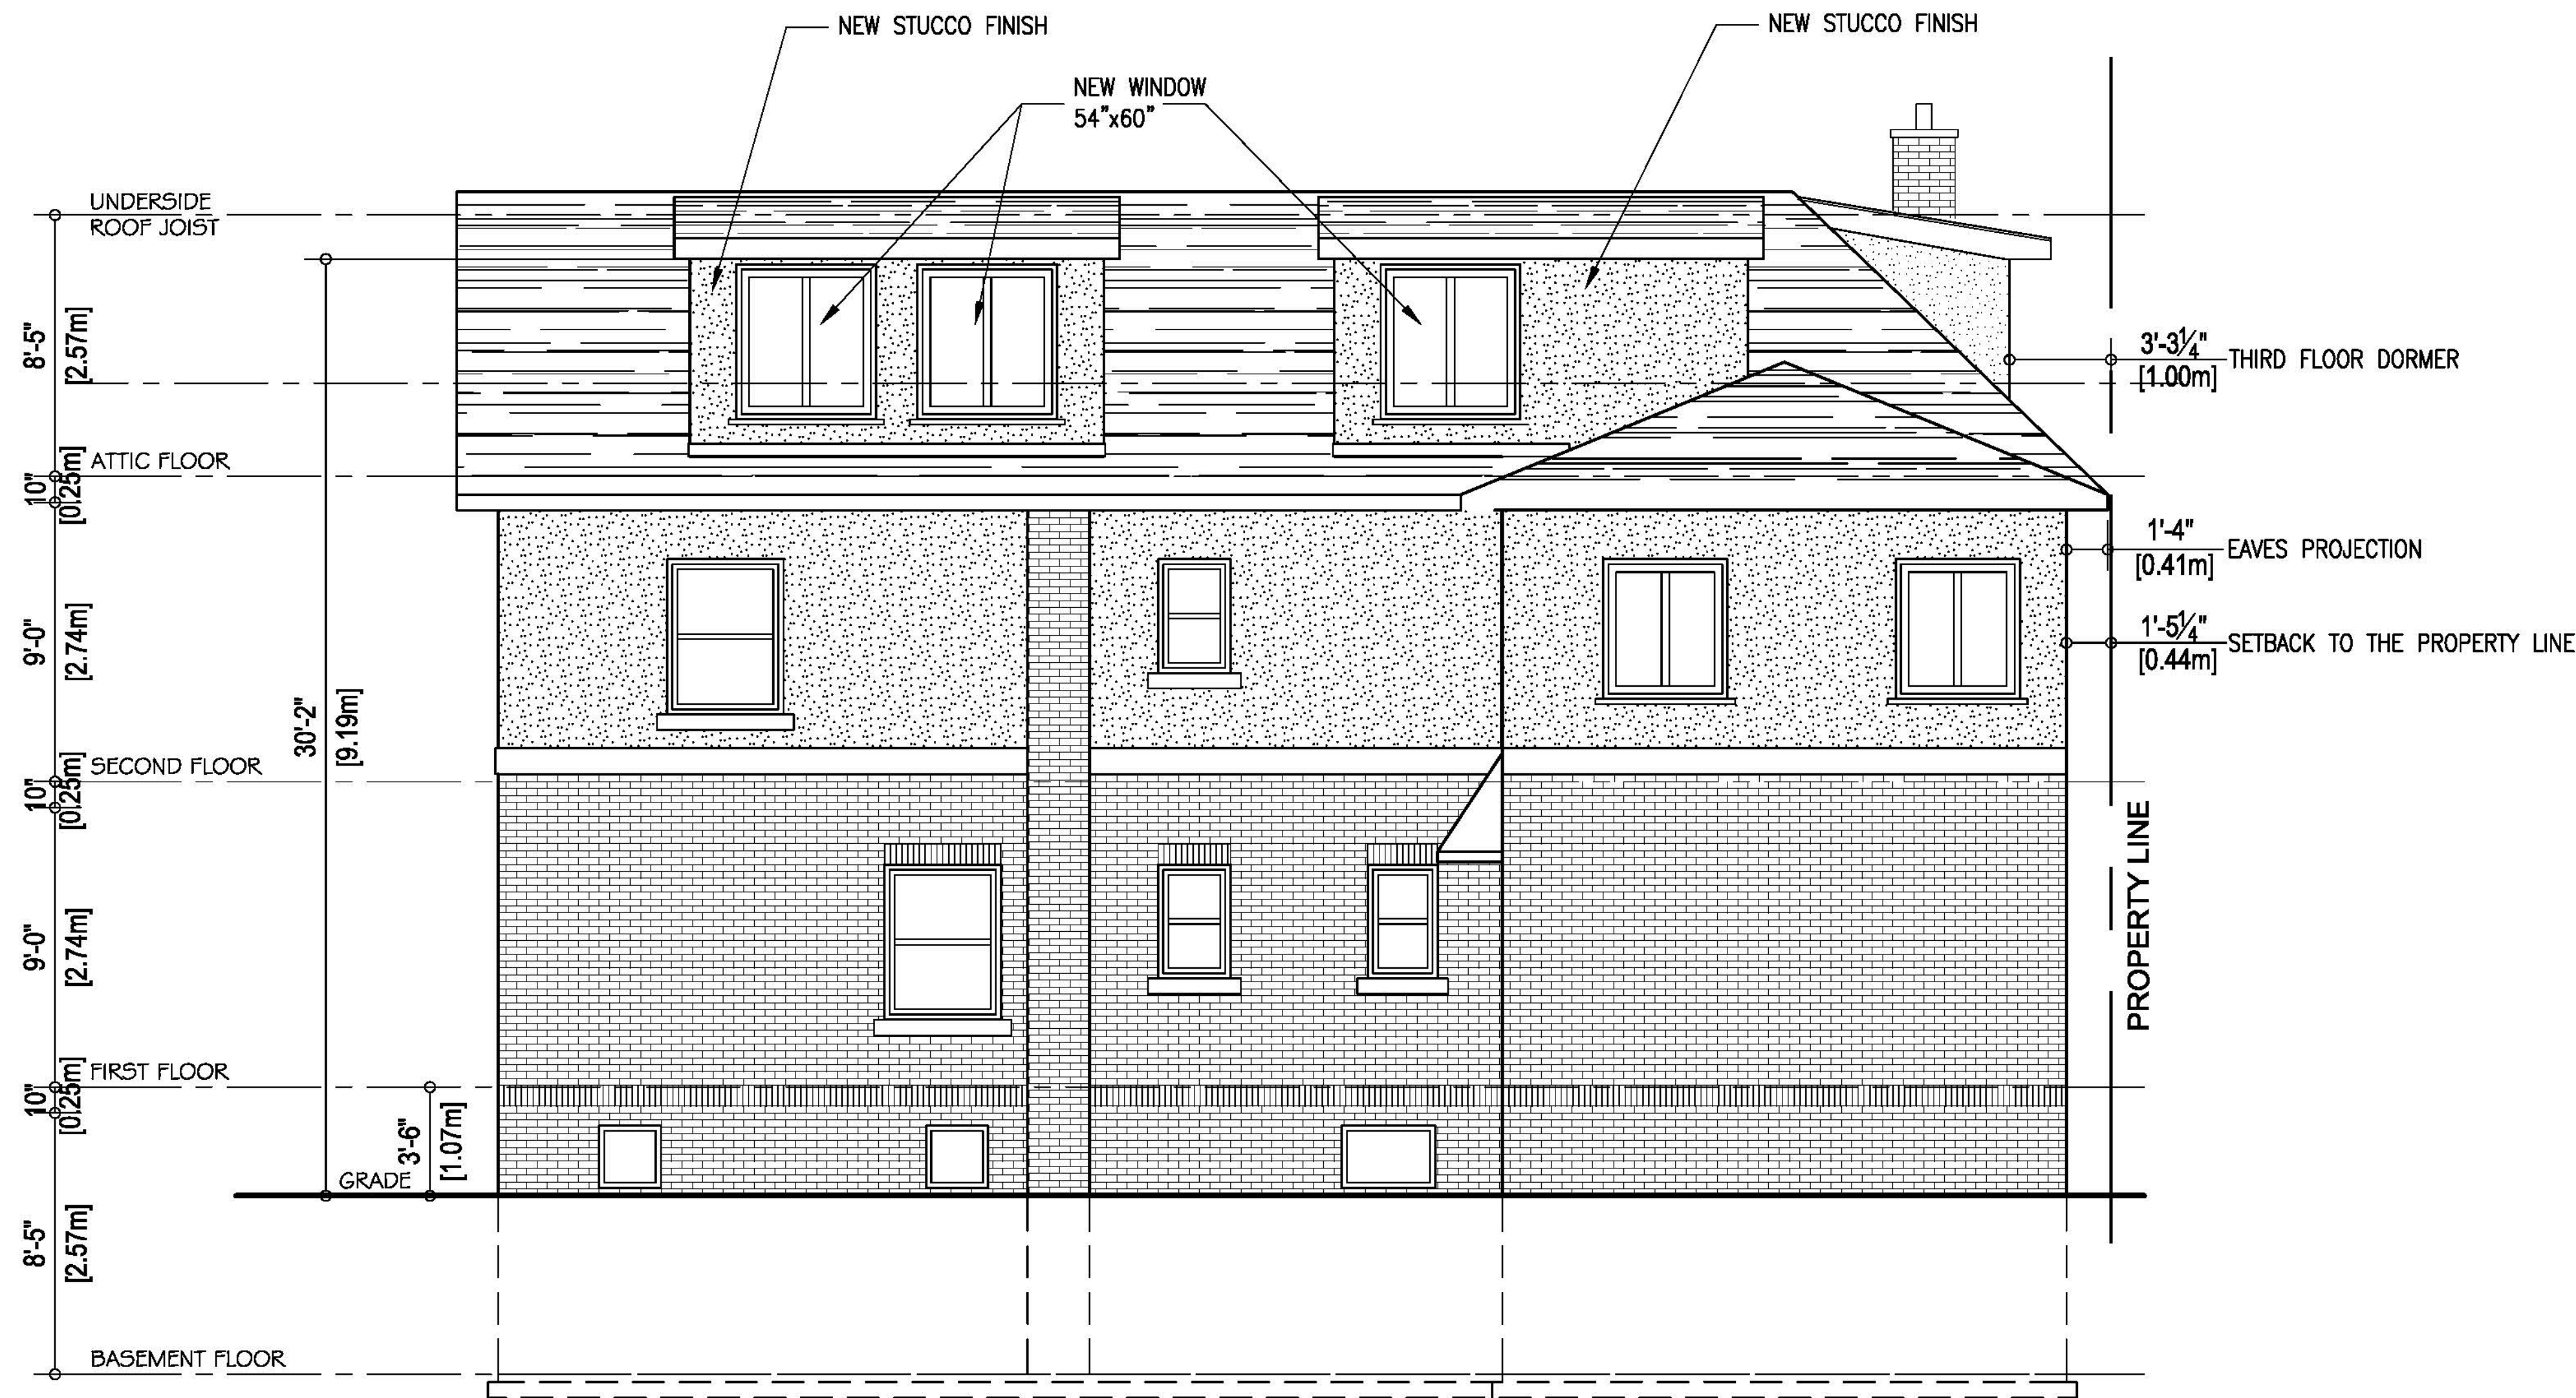 NEW STUCCO FINISH
NEW STUCCO FINISH
NEW WINDOW
54"x60"
UNDERSIDE
ROOF JOIST
8'-5"
[2.57m]
3'-3¼"
[1.00m]
THIRD FLOOR DORMER
ATTIC FLOOR
10"
[0.25m]
1'-4"
[0.41m]
EAVES PROJECTION
9'-0"
[2.74m]
1'-5¼"
[0.44m]
SETBACK TO THE PROPERTY LINE
30'-2"
[9.19m]
SECOND FLOOR
10"
[0.25m]
PROPERTY LINE
9'-0"
[2.74m]
FIRST FLOOR
10"
[0.25m]
3'-6"
[1.07m]
GRADE
8'-5"
[2.57m]
BASEMENT FLOOR